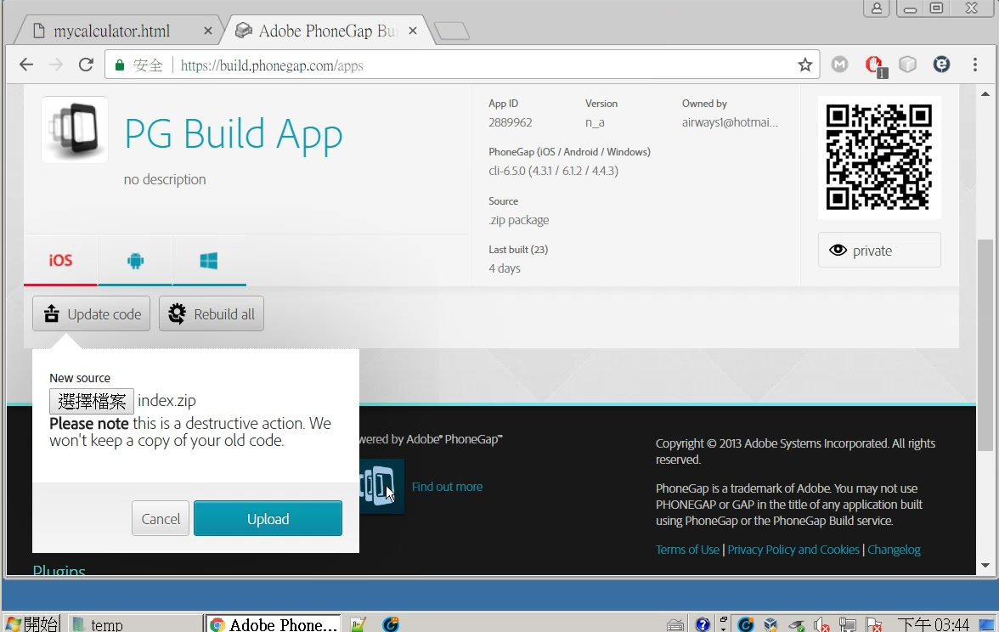 mycalculator.html
Adobe PhoneGap Bui
安全
https://build.phonegap.com/apps
1
PG Build App
no description
App ID
2889962
Version
n_a
Owned by
airways1@hotmai...
PhoneGap (iOS / Android / Windows)
cli-6.5.0 (4.3.1 / 6.1.2 / 4.4.3)
Source
.zip package
Last built (23)
4 days
private
iOS
Update code
Rebuild all
New source
選擇檔案 index.zip
Please note this is a destructive action. We
won't keep a copy of your old code.
Cancel
Upload
wered by Adobe® PhoneGap™
Find out more
Copyright © 2013 Adobe Systems Incorporated. All rights
reserved.
PhoneGap is a trademark of Adobe. You may not use
PHONEGAP or GAP in the title of any application built
using PhoneGap or the PhoneGap Build service.
Terms of Use | Privacy Policy and Cookies | Changelog
Plugins
開始
temp
Adobe Phone...
下午 03:44